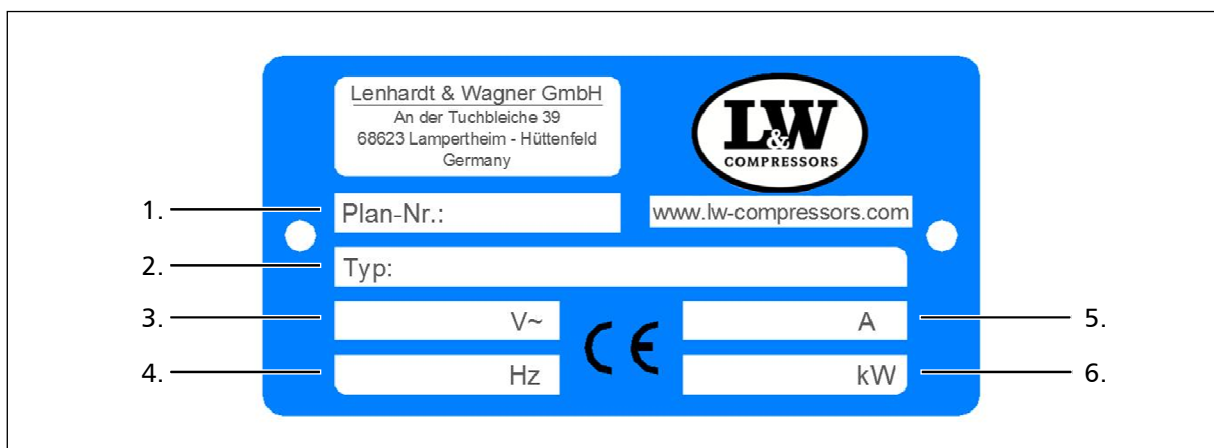 Lenhardt & Wagner GmbH
An der Tuchbleiche 39
68623 Lampertheim - Hüttenfeld
Germany
L&W
COMPRESSORS
1.
Plan-Nr.:
www.lw-compressors.com
2.
Typ:
3.
V~
CE
A
5.
4.
Hz
kW
6.